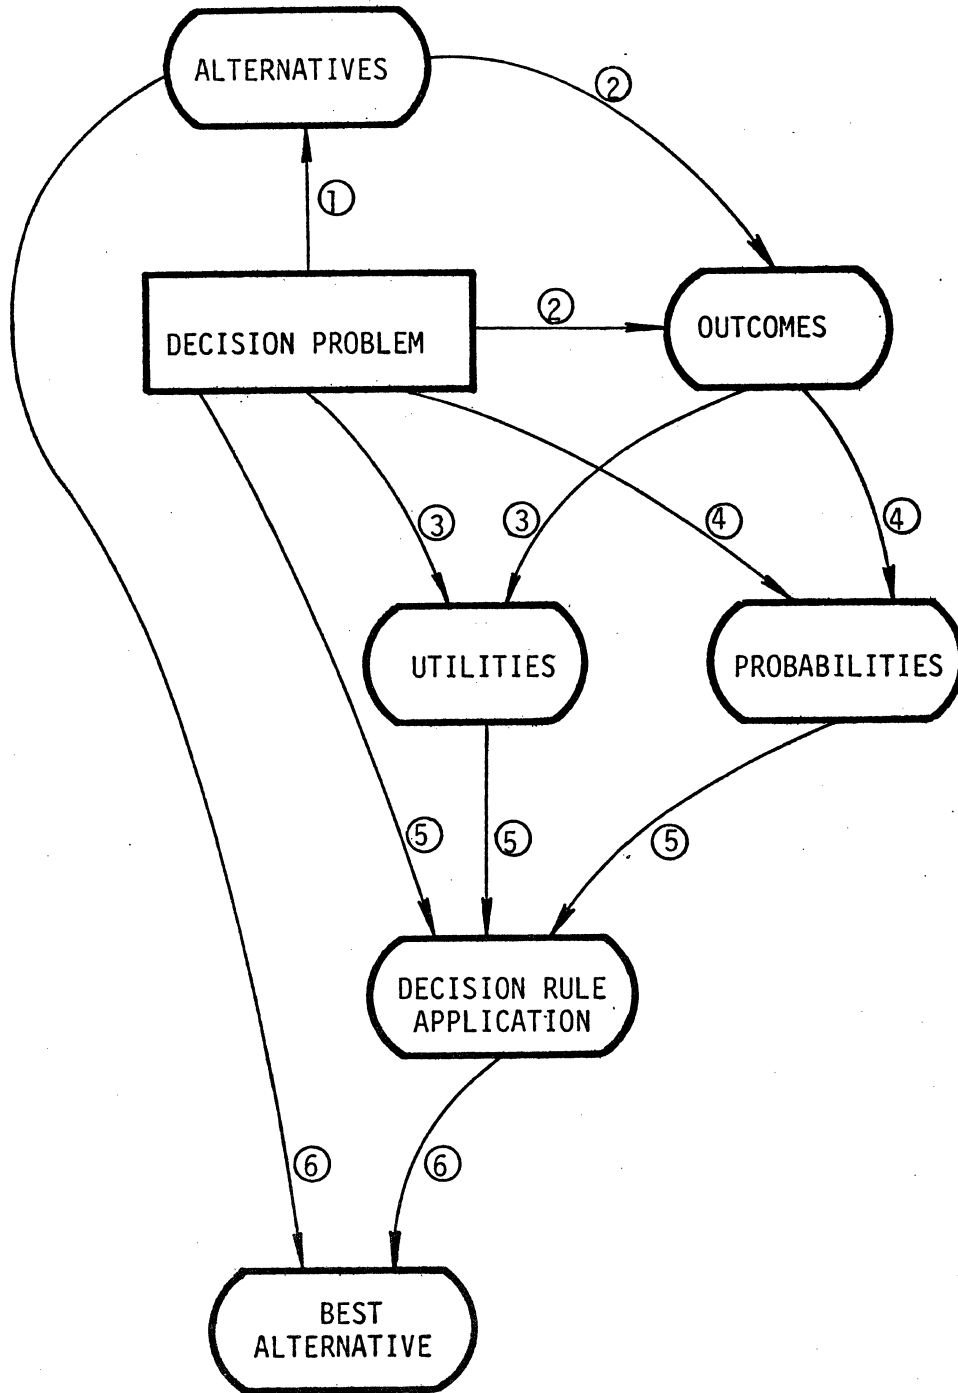 ALTERNATIVES
2
1
DECISION PROBLEM
2
OUTCOMES
3
3
4
4
UTILITIES
PROBABILITIES
5
5
5
DECISION RULE
APPLICATION
6
6
BEST
ALTERNATIVE